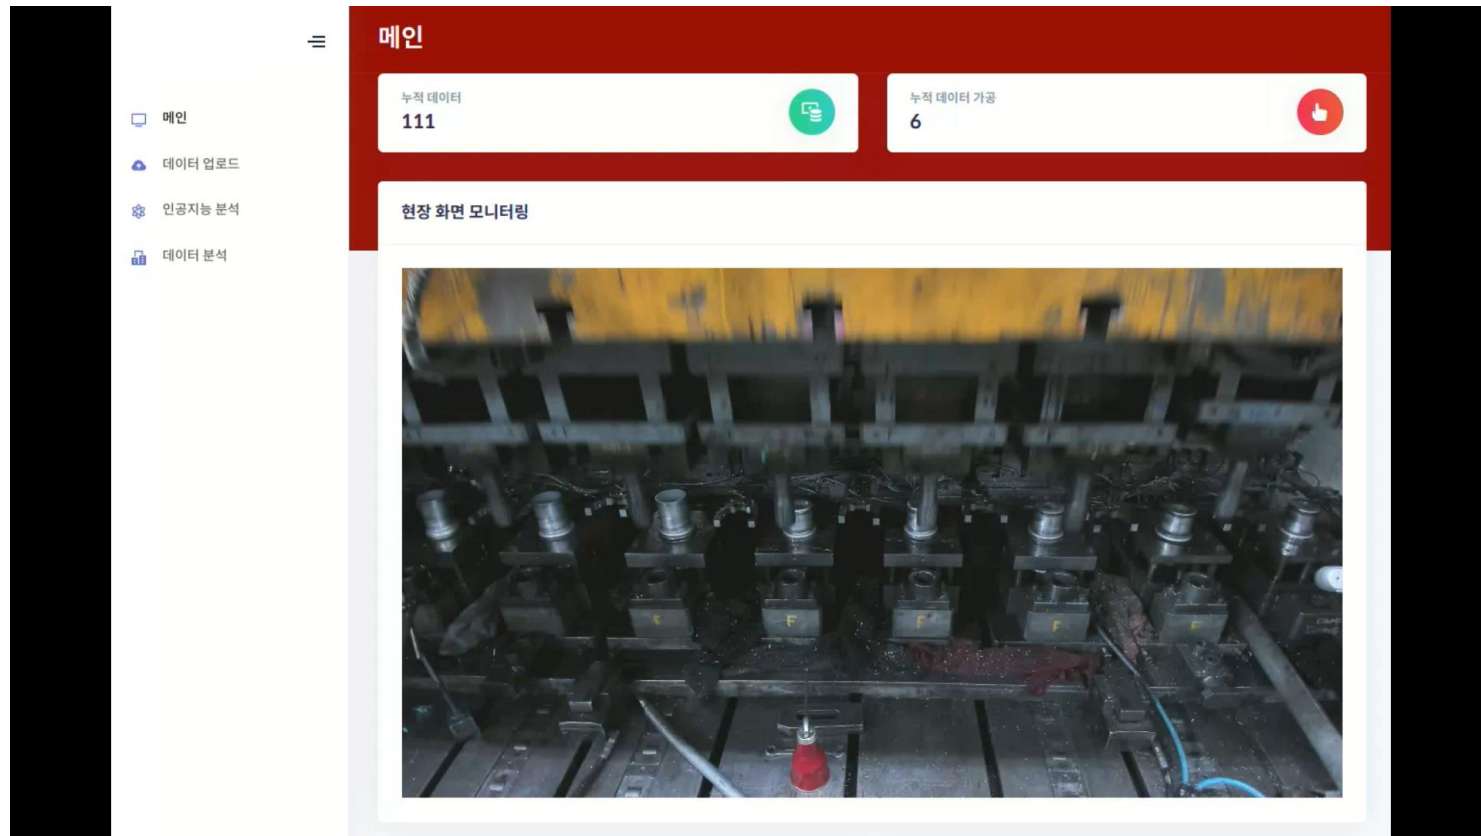 메인
메인
데이터 업로드
인공지능 분석
데이터 분석
누적 데이터
111
누적 데이터 가공
6
현장 화면 모니터링
F
F
F
F
F